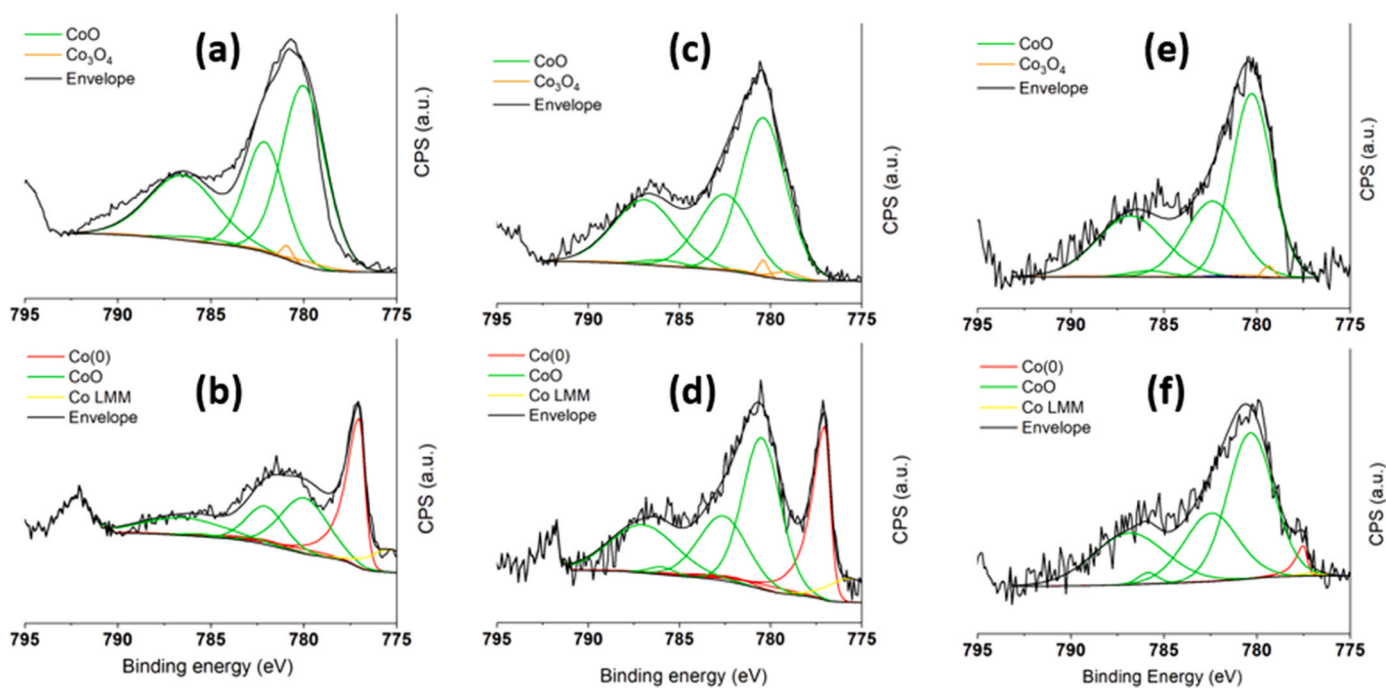 CoO
Co₃O₄
Envelope
(a)
CPS (a.u.)
795 790 785 780 775
CoO
Co₃O₄
Envelope
(c)
CPS (a.u.)
795 790 785 780 775
CoO
Co₃O₄
Envelope
(e)
CPS (a.u.)
795 790 785 780 775
Co(0)
CoO
Co LMM
Envelope
(b)
CPS (a.u.)
795 790 785 780 775
Binding energy (eV)
Co(0)
CoO
Co LMM
Envelope
(d)
CPS (a.u.)
795 790 785 780 775
Binding energy (eV)
Co(0)
CoO
Co LMM
Envelope
(f)
CPS (a.u.)
795 790 785 780 775
Binding Energy (eV)